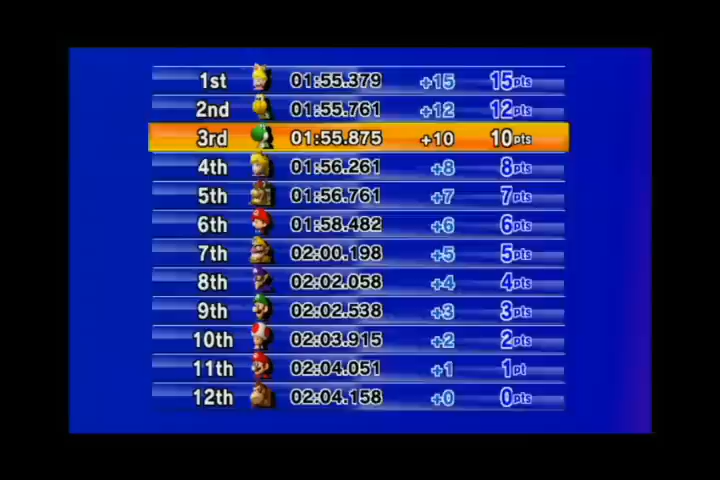 1st 01:55.379 +15 15pts
2nd 01:55.761 +12 12pts
3rd 01:55.875 +10 10pts
4th 01:56.261 +8 8pts
5th 01:56.761 +7 7pts
6th 01:58.482 +6 6pts
7th 02:00.198 +5 5pts
8th 02:02.058 +4 4pts
9th 02:02.538 +3 3pts
10th 02:03.915 +2 2pts
11th 02:04.051 +1 1pt
12th 02:04.158 +0 0pts